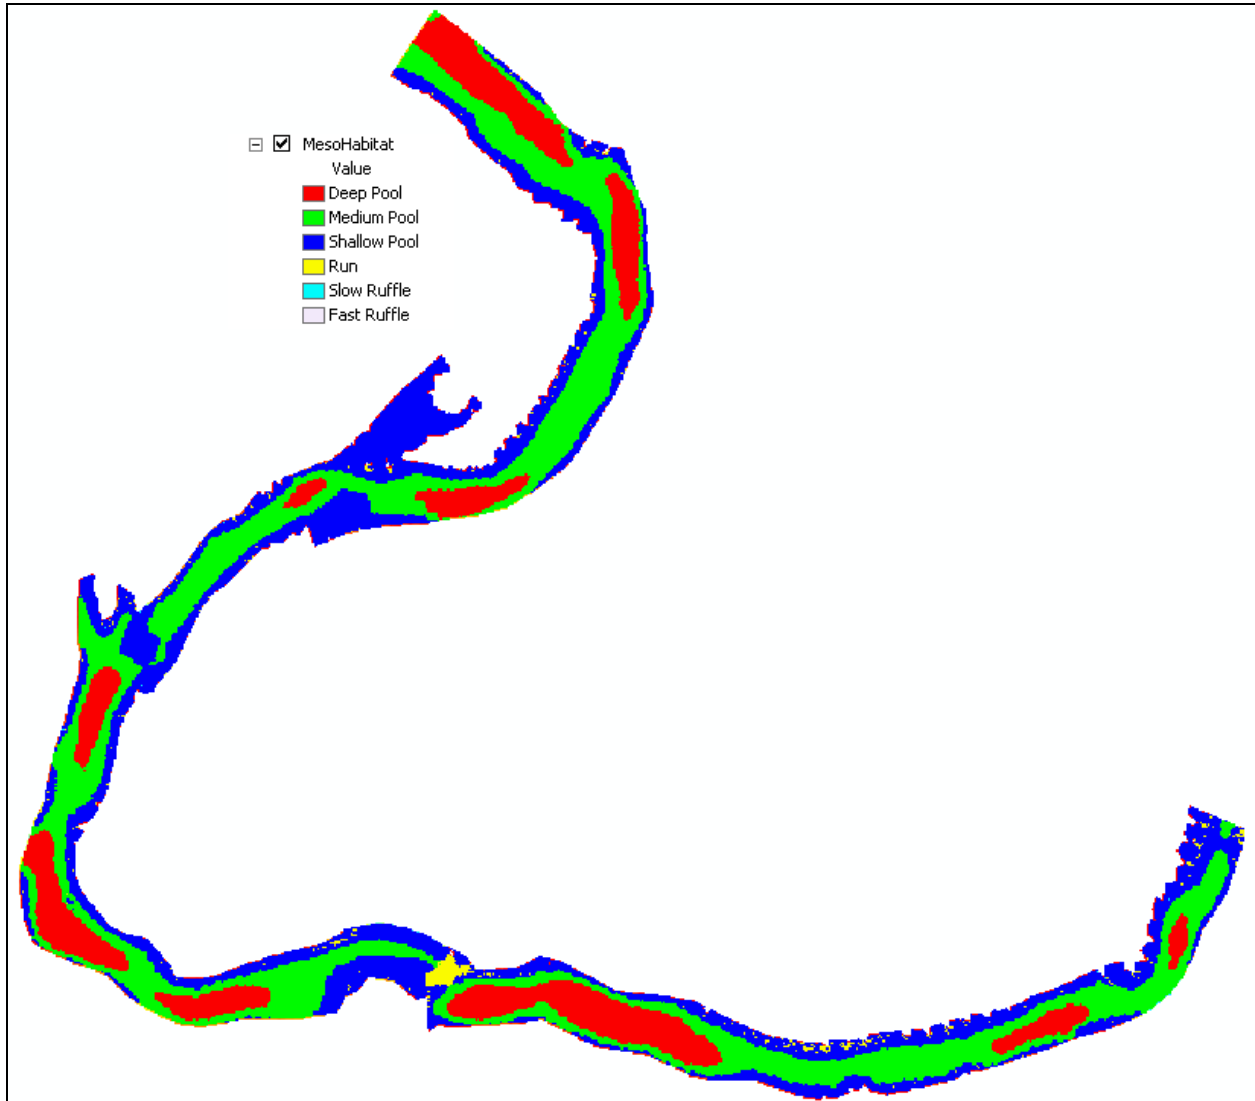 MesoHabitat
Value
Deep Pool
Medium Pool
Shallow Pool
Run
Slow Ruffle
Fast Ruffle